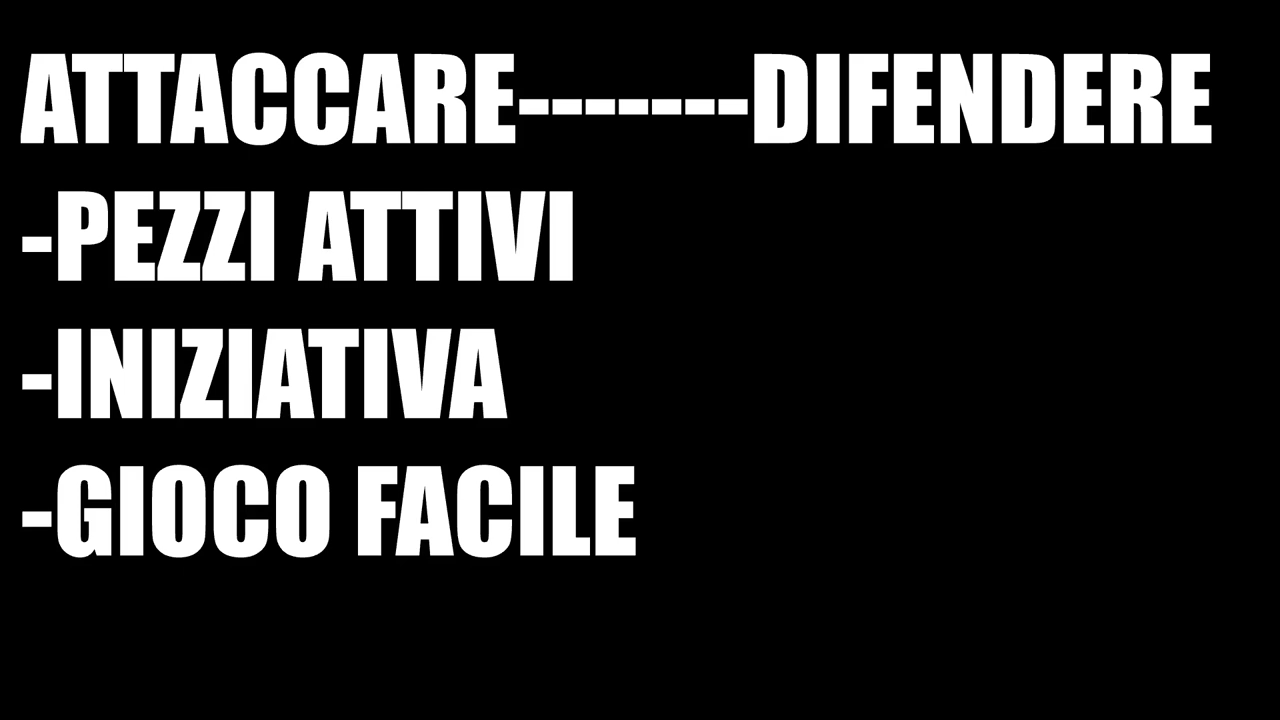 ATTACCARE-------DIFENDERE
-PEZZI ATTIVI
-INIZIATIVA
-GIOCO FACILE